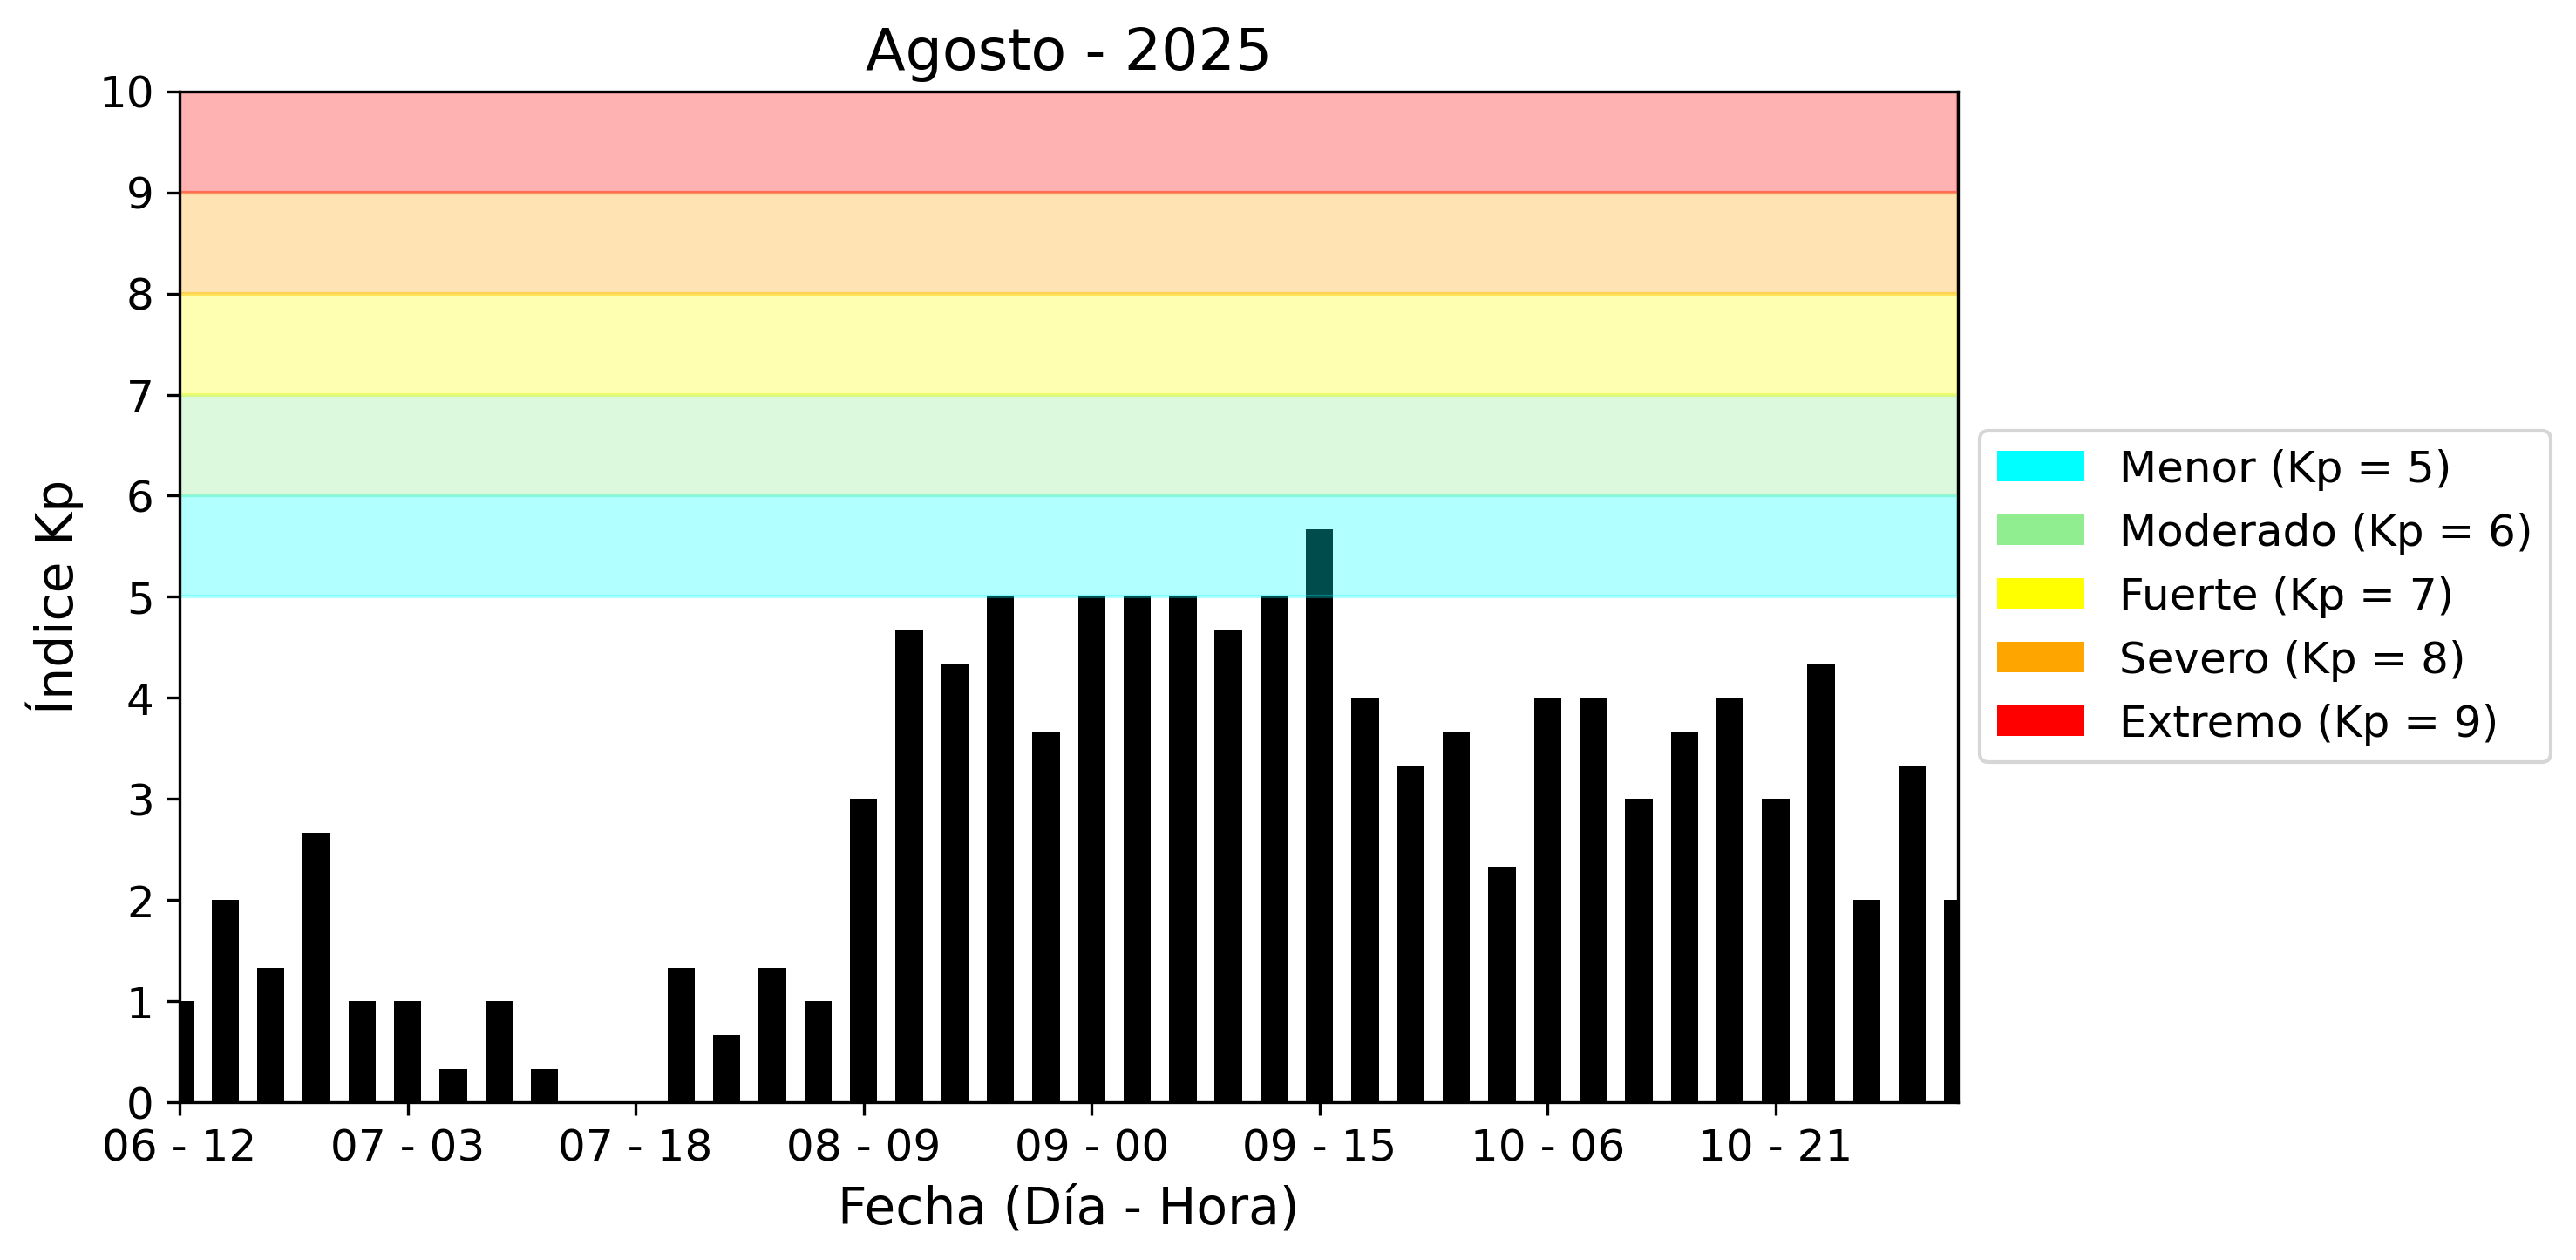 Agosto - 2025
10
9
8
7
6
5
4
3
2
1
0
Índice Kp
06 - 12
07 - 03
07 - 18
08 - 09
09 - 00
09 - 15
10 - 06
10 - 21
Fecha (Día - Hora)
Menor (Kp = 5)
Moderado (Kp = 6)
Fuerte (Kp = 7)
Severo (Kp = 8)
Extremo (Kp = 9)